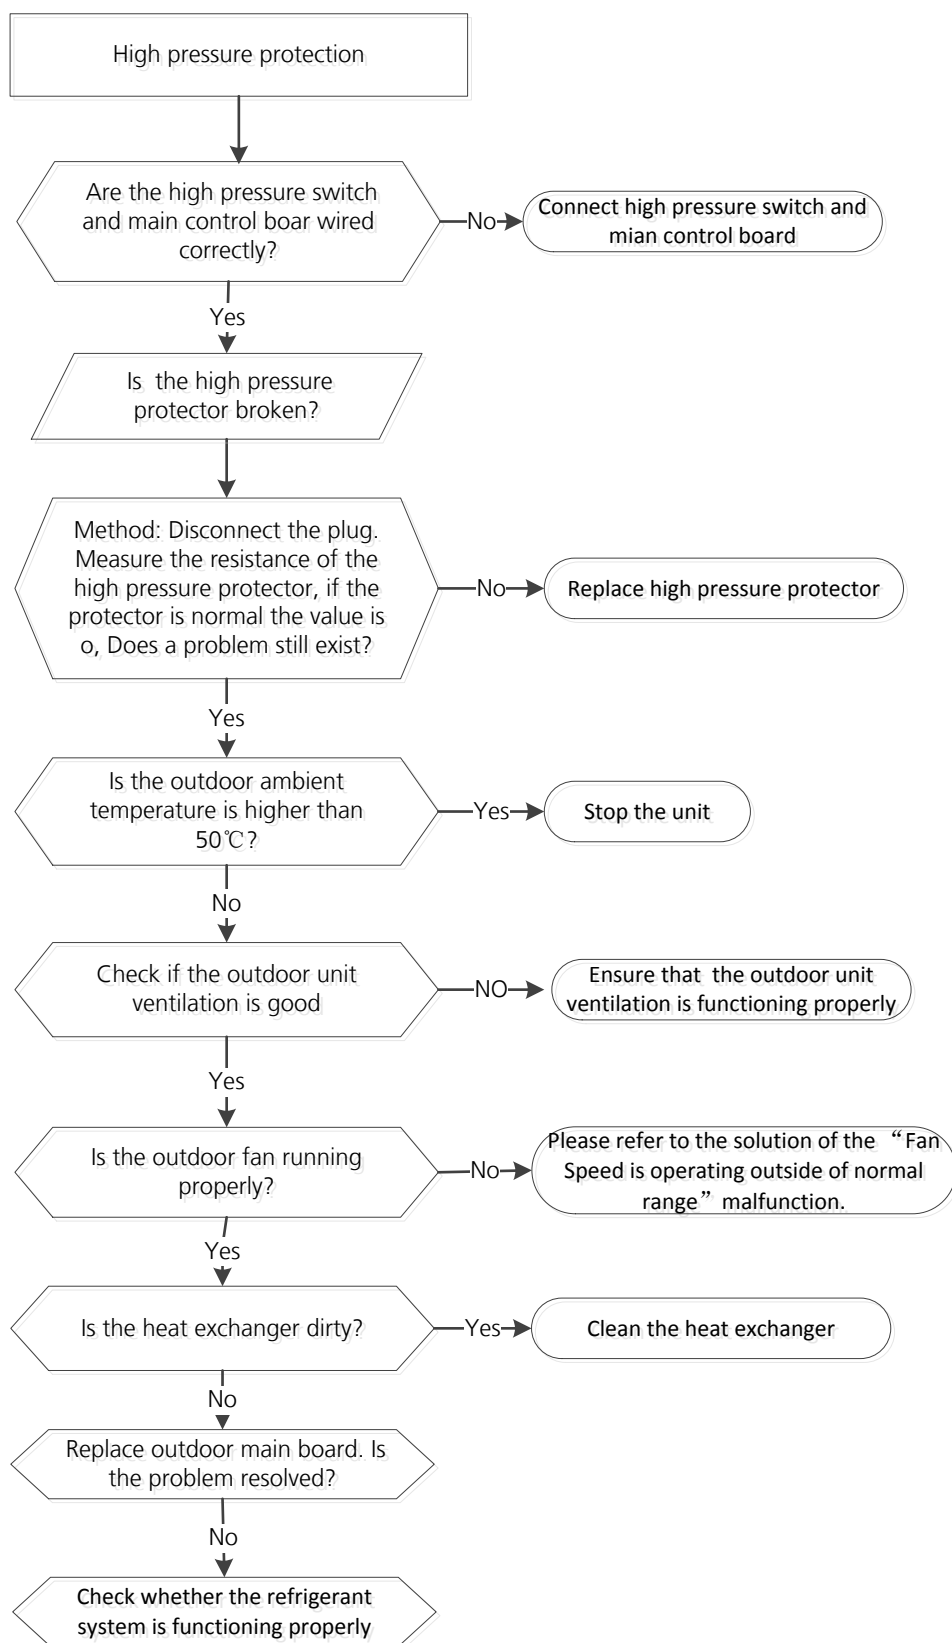 High pressure protection
Are the high pressure switch
and main control boar wired
correctly?
No
Connect high pressure switch and
mian control board
Yes
Is the high pressure
protector broken?
Method: Disconnect the plug.
Measure the resistance of the
high pressure protector, if the
protector is normal the value is
o, Does a problem still exist?
No
Replace high pressure protector
Yes
Is the outdoor ambient
temperature is higher than
50℃?
Yes
Stop the unit
No
Check if the outdoor unit
ventilation is good
NO
Ensure that the outdoor unit
ventilation is functioning properly
Yes
Is the outdoor fan running
properly?
No
Please refer to the solution of the “Fan
Speed is operating outside of normal
range” malfunction.
Yes
Is the heat exchanger dirty?
Yes
Clean the heat exchanger
No
Replace outdoor main board. Is
the problem resolved?
No
Check whether the refrigerant
system is functioning properly